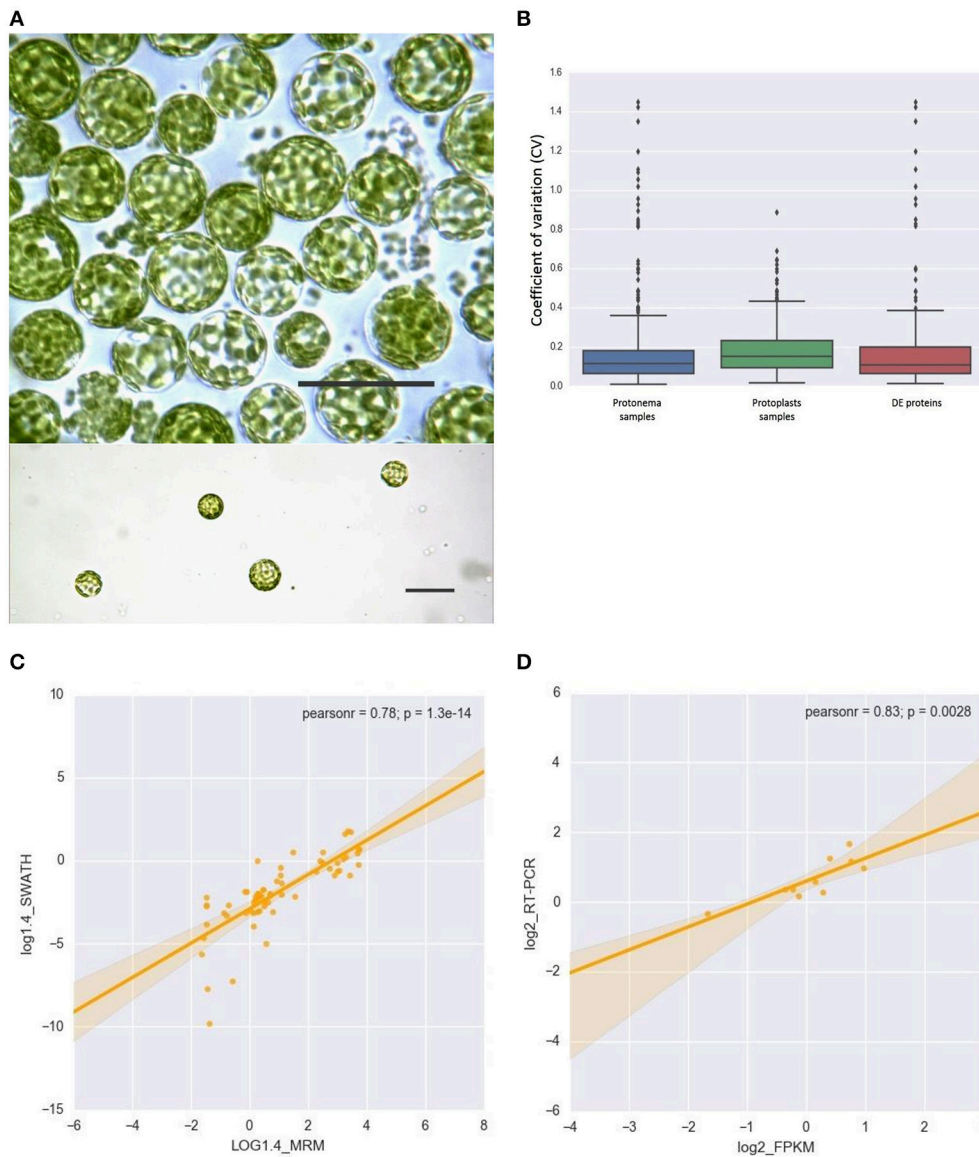 A
B
1.6
1.4
1.2
1.0
0.8
0.6
0.4
0.2
0.0
Coefficient of variation (CV)
Protonema
samples
Protoplasts
samples
DE proteins
C
10
5
0
−5
−10
−15
log1.4_SWATH
pearsonr = 0.78; p = 1.3e-14
−6
−4
−2
0
2
4
6
8
LOG1.4_MRM
D
6
4
2
0
−2
−4
−6
log2_RT-PCR
pearsonr = 0.83; p = 0.0028
−4
−3
−2
−1
0
1
2
log2_FPKM